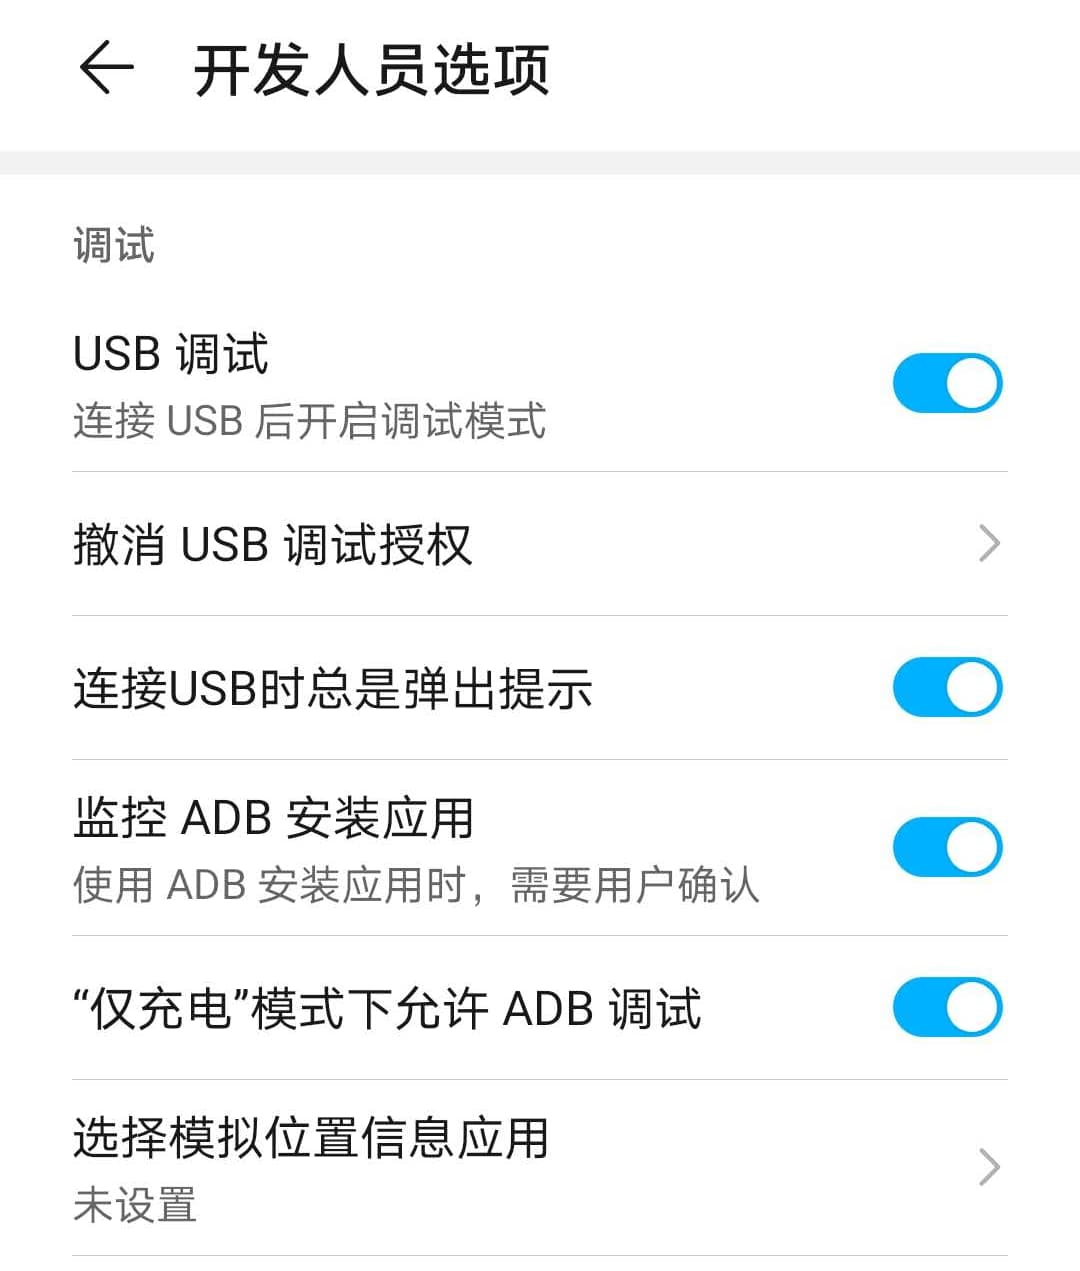 开发人员选项
调试
USB 调试
连接 USB 后开启调试模式
撤消 USB 调试授权
连接USB时总是弹出提示
监控 ADB 安装应用
使用 ADB 安装应用时，需要用户确认
“仅充电”模式下允许 ADB 调试
选择模拟位置信息应用
未设置